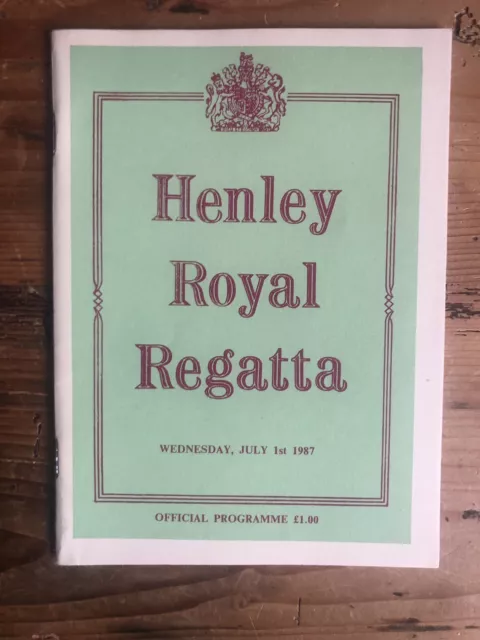 Henley
Royal
Regatta
WEDNESDAY, JULY 1st 1987
OFFICIAL PROGRAMME £1.00